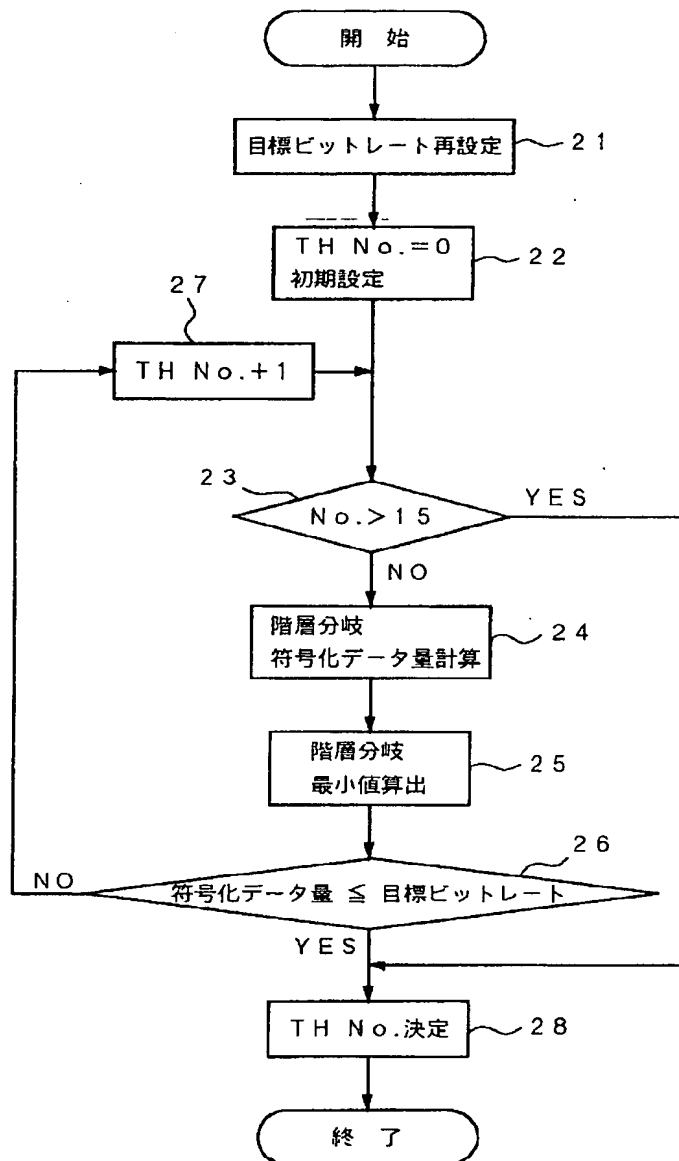 開 始
目標ビットレート再設定
21
TH No.=0
初期設定
22
27
TH No.+1
23
No.>15
YES
NO
階層分岐
符号化データ量計算
24
階層分岐
最小値算出
25
26
NO
符号化データ量 ≦ 目標ビットレート
YES
TH No.決定
28
終 了